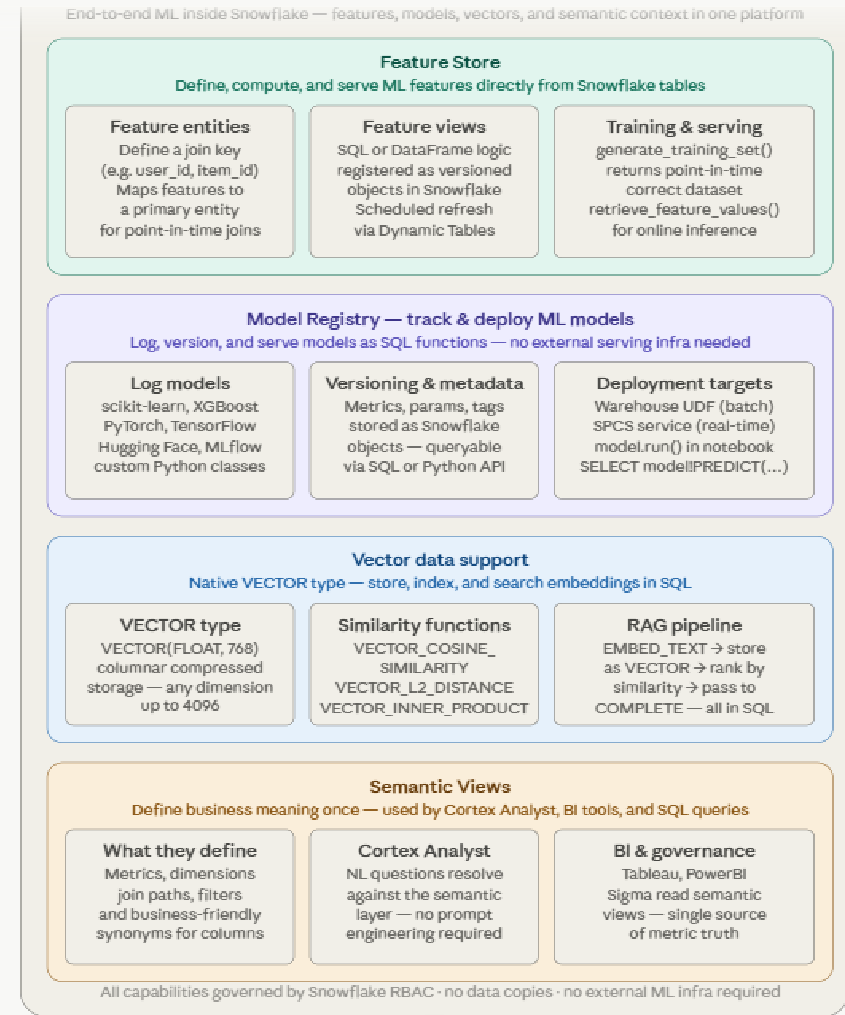 End-to-end ML inside Snowflake — features, models, vectors, and semantic context in one platform
Feature Store
Define, compute, and serve ML features directly from Snowflake tables
Feature entities
Define a join key
(e.g. user_id, item_id)
Maps features to
a primary entity
for point-in-time joins
Feature views
SQL or DataFrame logic
registered as versioned
objects in Snowflake
Scheduled refresh
via Dynamic Tables
Training & serving
generate_training_set()
returns point-in-time
correct dataset
retrieve_feature_values()
for online inference
Model Registry — track & deploy ML models
Log, version, and serve models as SQL functions — no external serving infra needed
Log models
scikit-learn, XGBoost
PyTorch, TensorFlow
Hugging Face, MLflow
custom Python classes
Versioning & metadata
Metrics, params, tags
stored as Snowflake
objects — queryable
via SQL or Python API
Deployment targets
Warehouse UDF (batch)
SPCS service (real-time)
model.run() in notebook
SELECT model!PREDICT(...)
Vector data support
Native VECTOR type — store, index, and search embeddings in SQL
VECTOR type
VECTOR(FLOAT, 768)
columnar compressed
storage — any dimension
up to 4096
Similarity functions
VECTOR_COSINE_
SIMILARITY
VECTOR_L2_DISTANCE
VECTOR_INNER_PRODUCT
RAG pipeline
EMBED_TEXT → store
as VECTOR → rank by
similarity → pass to
COMPLETE — all in SQL
Semantic Views
Define business meaning once — used by Cortex Analyst, BI tools, and SQL queries
What they define
Metrics, dimensions
join paths, filters
and business-friendly
synonyms for columns
Cortex Analyst
NL questions resolve
against the semantic
layer — no prompt
engineering required
BI & governance
Tableau, PowerBI
Sigma read semantic
views — single source
of metric truth
All capabilities governed by Snowflake RBAC · no data copies · no external ML infra required